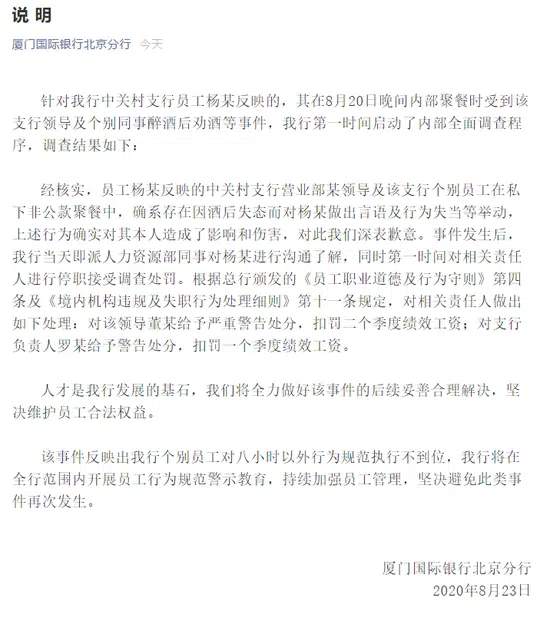 说 明
厦门国际银行北京分行 今天
针对我行中关村支行员工杨某反映的，其在8月20日晚间内部聚餐时受到该
支行领导及个别同事醉酒后劝酒等事件，我行第一时间启动了内部全面调查程
序，调查结果如下：
经核实，员工杨某反映的中关村支行营业部某领导及该支行个别员工在私
下非公款聚餐中，确系存在因酒后失态而对杨某做出言语及行为失当等举动，
上述行为确实对其本人造成了影响和伤害，对此我们深表歉意。事件发生后，
我行当天即派人力资源部同事对杨某进行沟通了解，同时第一时间对相关责任
人进行停职接受调查处罚。根据总行颁发的《员工职业道德及行为守则》第四
条及《境内机构违规及失职行为处理细则》第十一条规定，对相关责任人做出
如下处理：对该领导董某给予严重警告处分，扣罚二个季度绩效工资；对支行
负责人罗某给予警告处分，扣罚一个季度绩效工资。
人才是我行发展的基石，我们将全力做好该事件的后续妥善合理解决，坚
决维护员工合法权益。
该事件反映出我行个别员工对八小时以外行为规范执行不到位，我行将在
全行范围内开展员工行为规范警示教育，持续加强员工管理，坚决避免此类事
件再次发生。
厦门国际银行北京分行
2020年8月23日